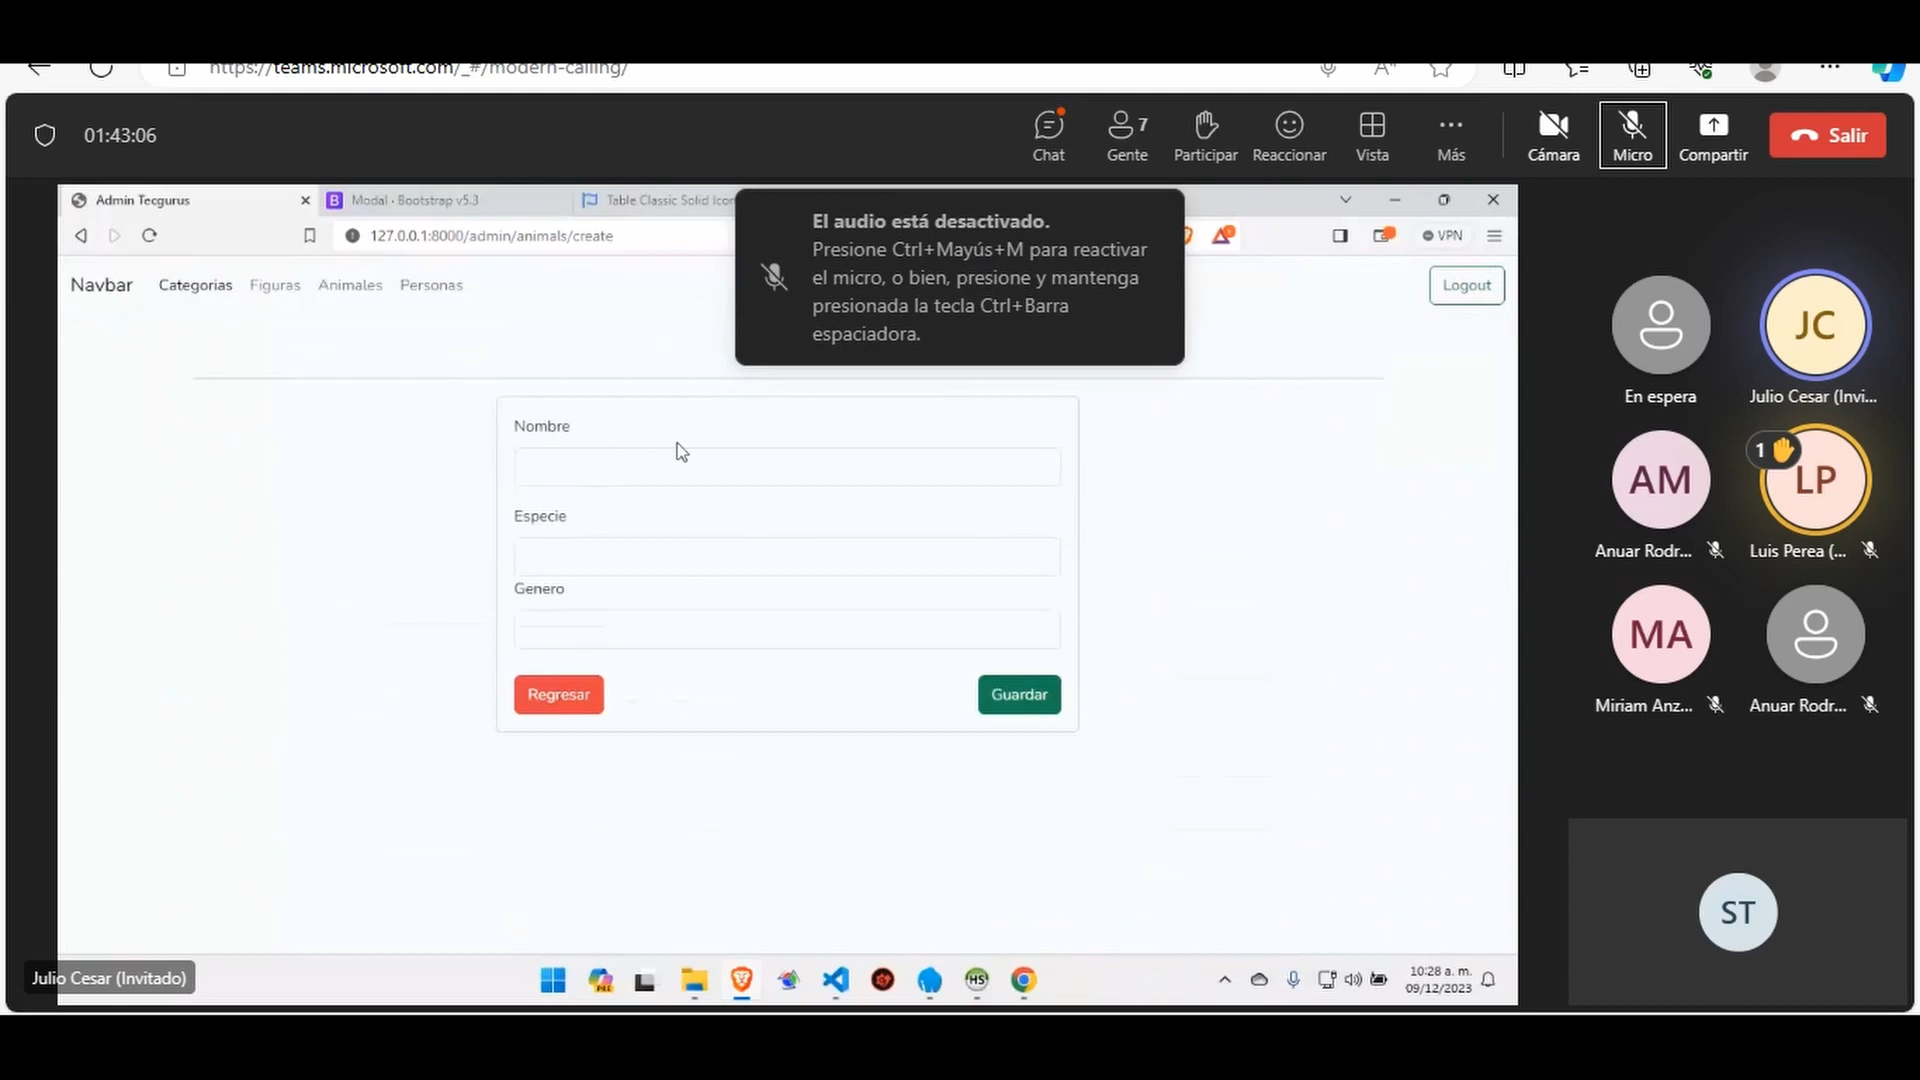 https://teams.microsoft.com/_#/modern-calling/
01:43:06
Chat
7
Gente
Participar
Reaccionar
Vista
Más
Cámara
Micro
Compartir
Salir
Admin Tecgurus
B
Modal · Bootstrap v5.3
Table Classic Solid Icon
127.0.0.1:8000/admin/animals/create
VPN
El audio está desactivado.
Presione Ctrl+Mayús+M para reactivar
el micro, o bien, presione y mantenga
presionada la tecla Ctrl+Barra
espaciadora.
Navbar
Categorias
Figuras
Animales
Personas
Logout
Nombre
Especie
Genero
Regresar
Guardar
En espera
JC
Julio Cesar (Invi...
AM
Anuar Rodr...
1
LP
Luis Perea (...
MA
Miriam Anz...
Anuar Rodr...
ST
Julio Cesar (Invitado)
PRE
HS
10:28 a. m.
09/12/2023